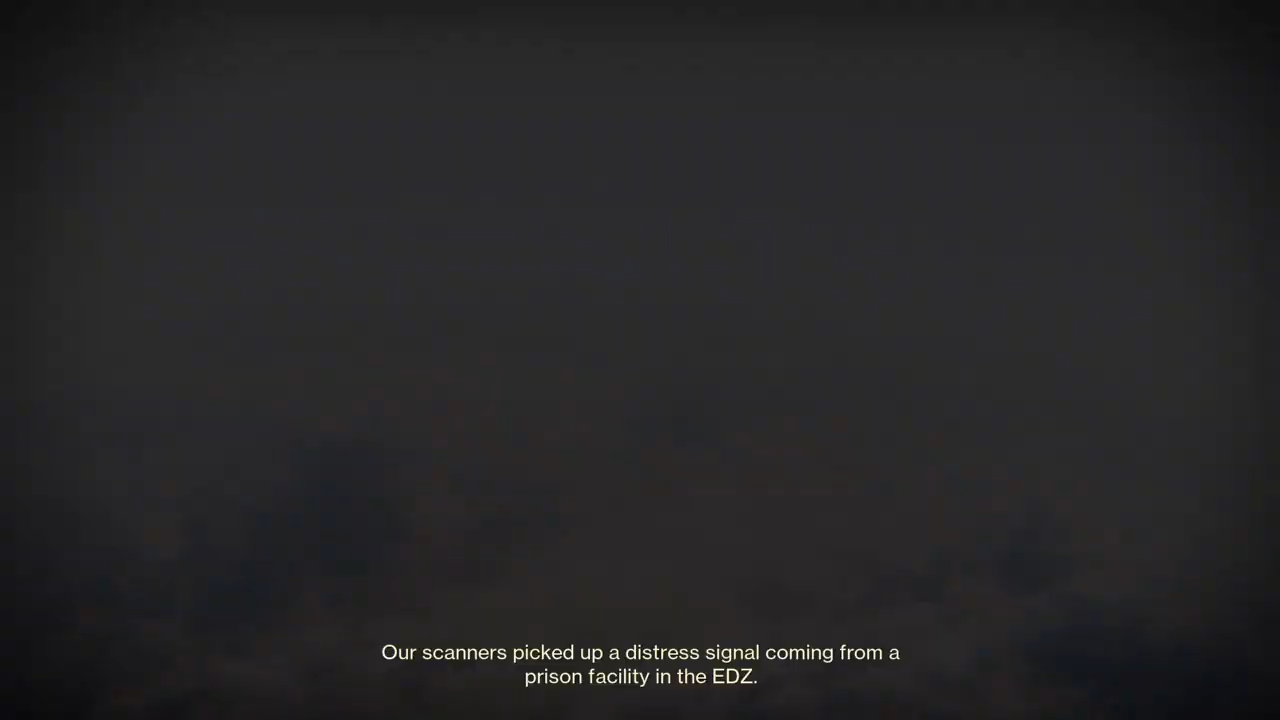 Our scanners picked up a distress signal coming from a
prison facility in the EDZ.